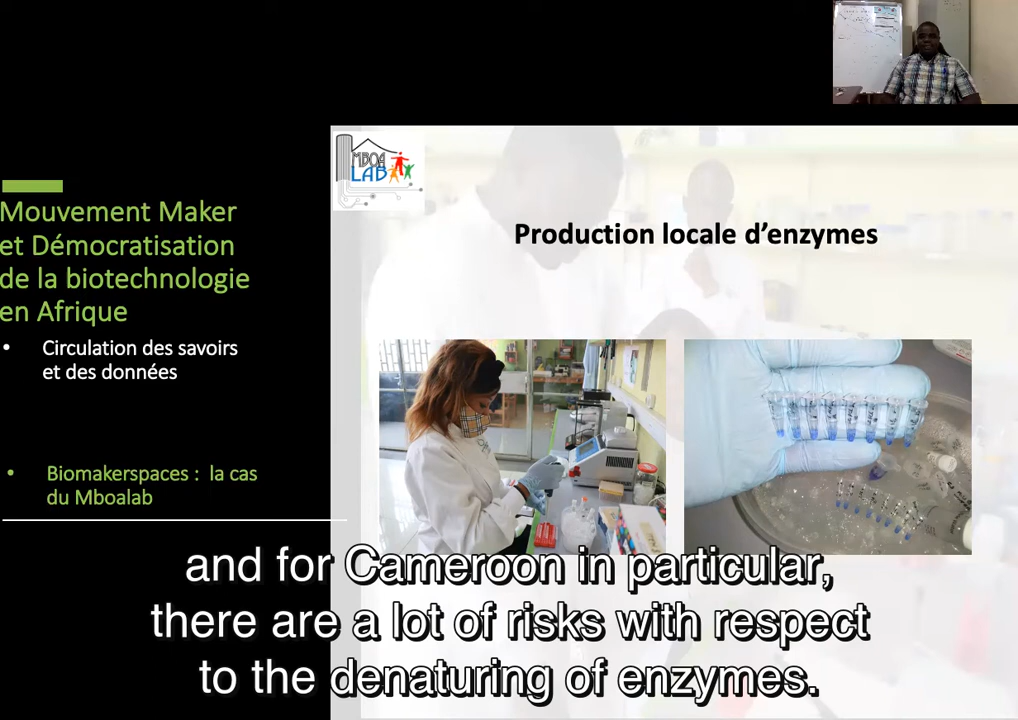 MBOA
LAB
Production locale d’enzymes
Mouvement Maker
et Démocratisation
de la biotechnologie
en Afrique
• Circulation des savoirs
et des données
• Biomakerspaces : la cas
du Mboalab
and for Cameroon in particular,
there are a lot of risks with respect
to the denaturing of enzymes.